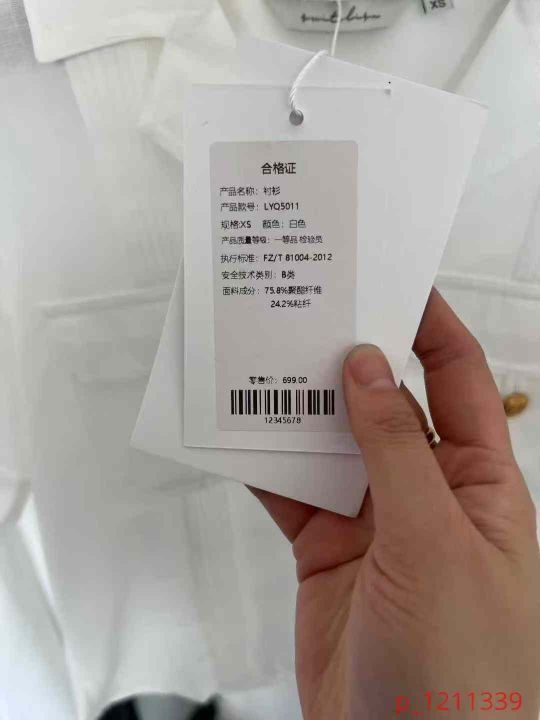 XS
合格证
产品名称：衬衫
产品款号：LYQ5011
规格:XS 颜色：白色
产品质量等级：一等品 检验员
执行标准：FZ/T 81004-2012
安全技术类别：B类
面料成分：75.8%聚酯纤维
24.2%粘纤
零售价：699.00
12345678
p_1211339